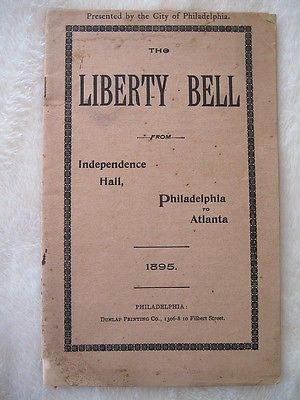 Presented by the City of Philadelphia.
THE
LIBERTY BELL
FROM
Independence
Hall,
Philadelphia
TO
Atlanta
1895.
PHILADELPHIA:
DUNLAP PRINTING CO., 1306-8 10 Filbert Street.